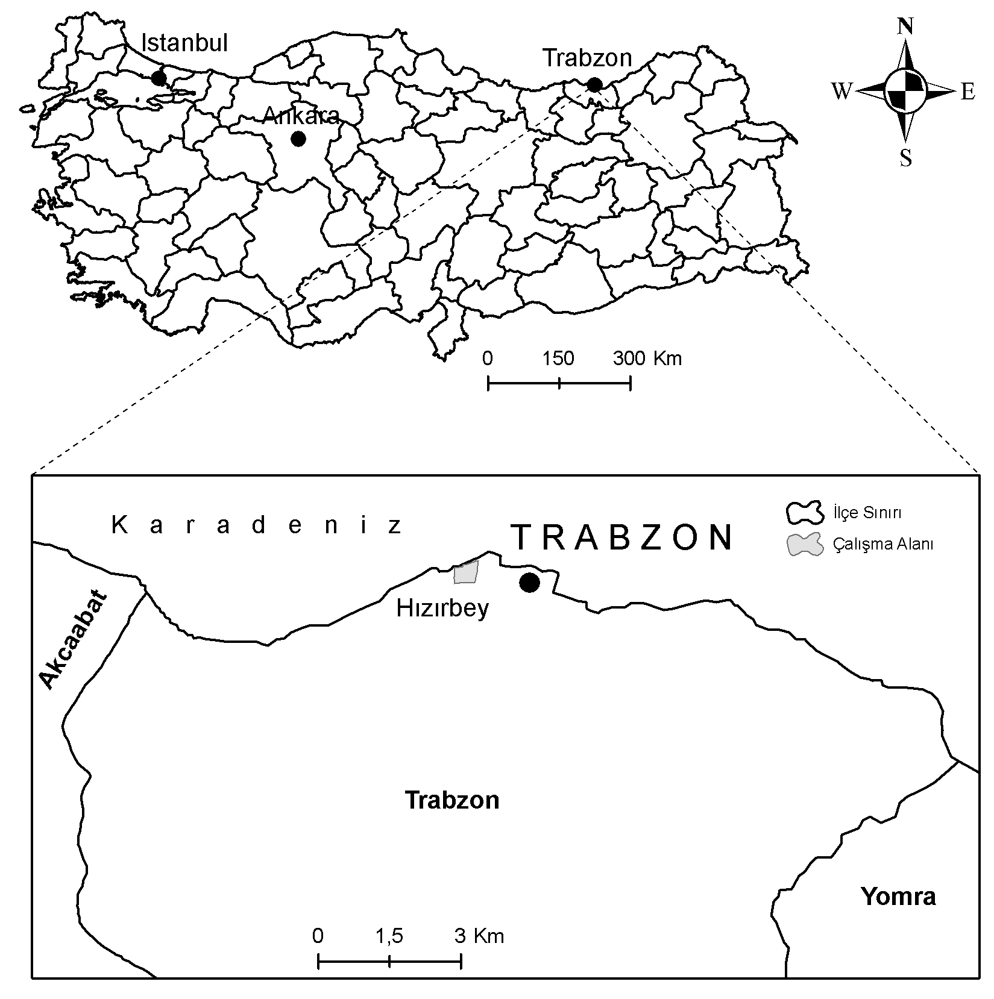 Istanbul
Trabzon
Ankara
N
W
E
S
0 150 300 Km
K a r a d e n i z
TRABZON
İlçe Sınırı
Çalışma Alanı
Hızırbey
Akcaabat
Trabzon
Yomra
0 1,5 3 Km